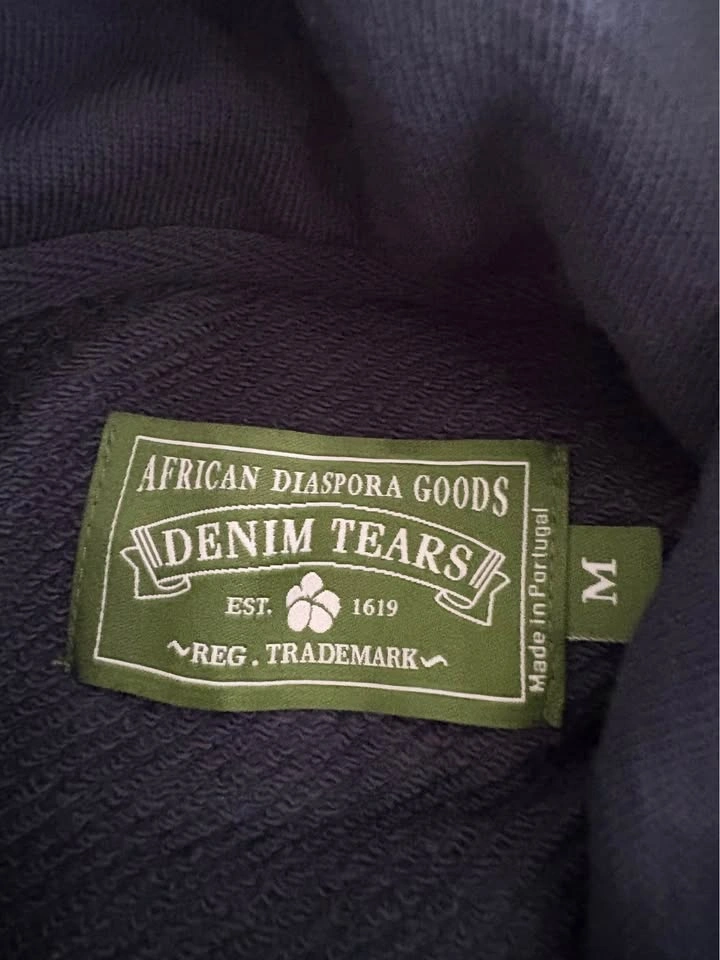 AFRICAN DIASPORA GOODS
DENIM TEARS
EST. 1619
~REG. TRADEMARK~
Made in Portugal
M